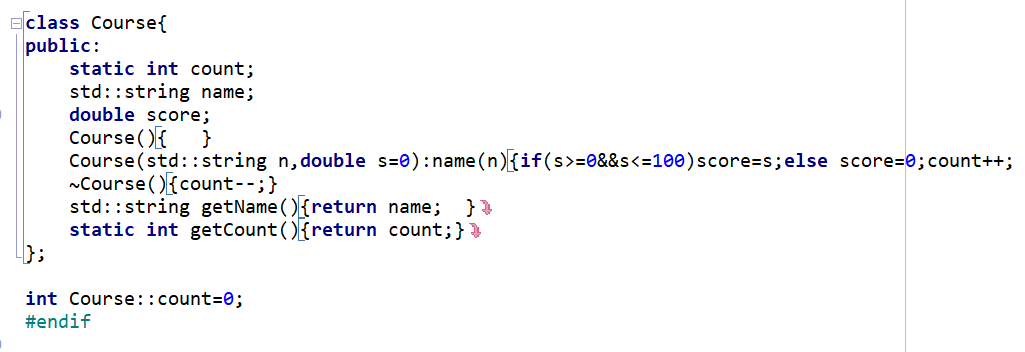 class Course{
public:
    static int count;
    std::string name;
    double score;
    Course(){   }
    Course(std::string n,double s=0):name(n){if(s>=0&&s<=100)score=s;else score=0;count++;
    ~Course(){count--;}
    std::string getName(){return name;  }
    static int getCount(){return count;}
};
int Course::count=0;
#endif